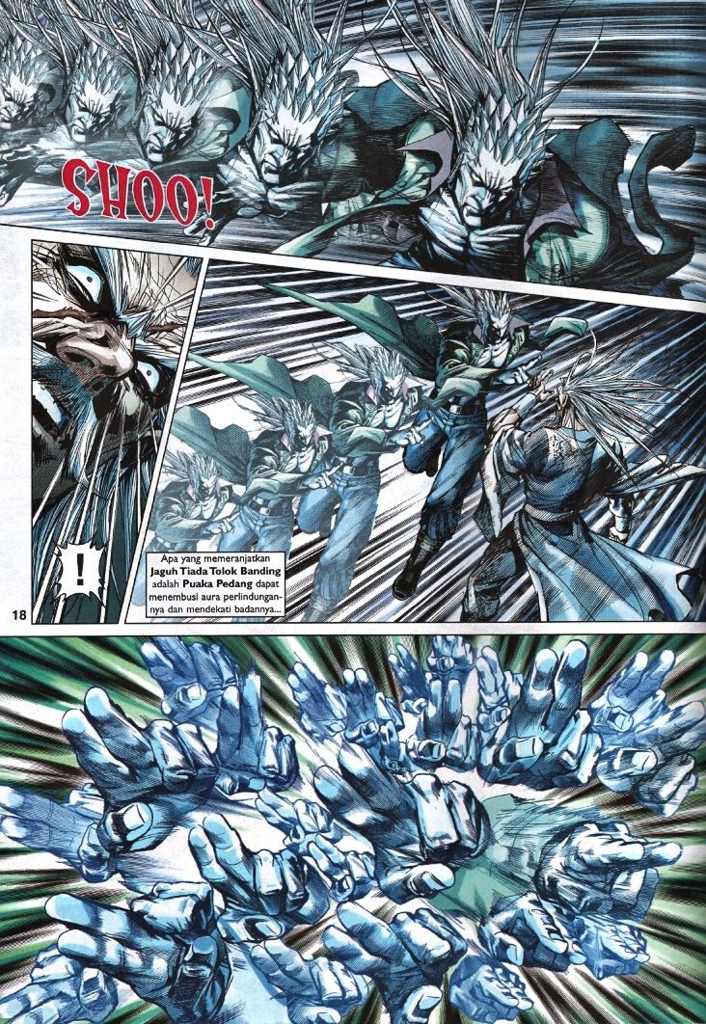 SHOO!
!
Apa yang memeranjatkan
Jaguh Tiada Tolok Banding
adalah Puaka Pedang dapat
menembusi aura perlindungan-
nya dan mendekati badannya...
18